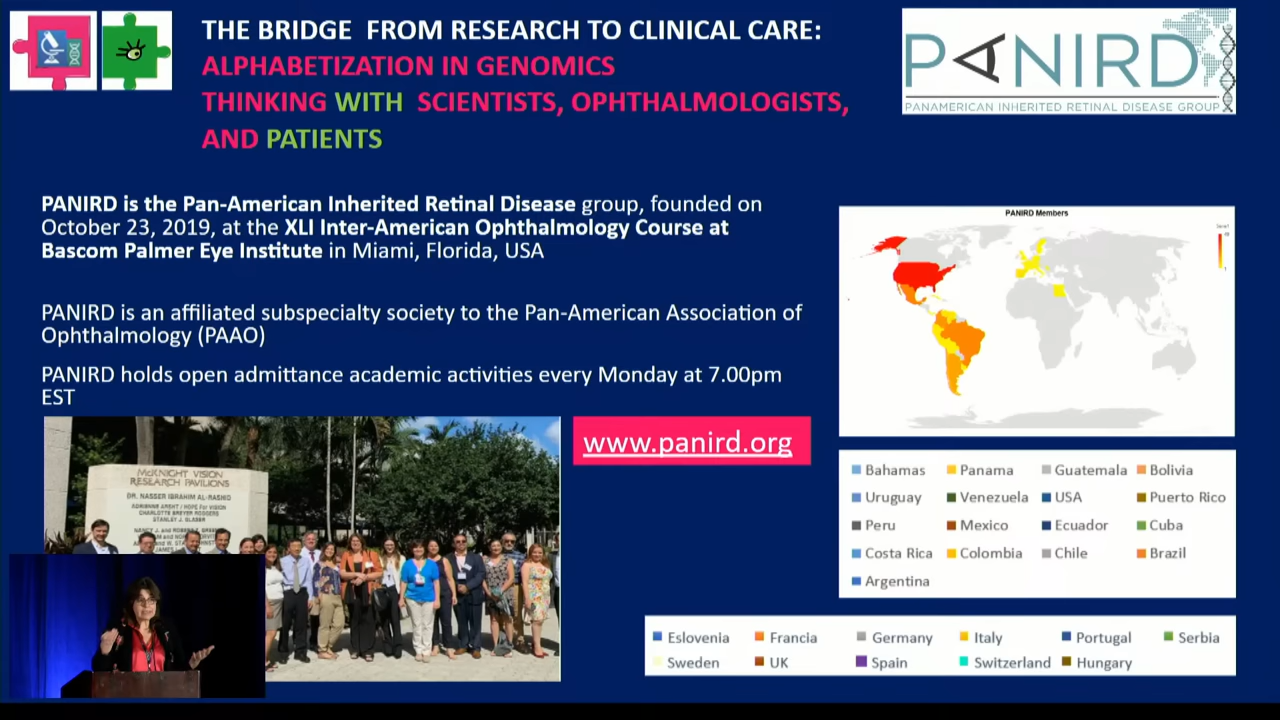 THE BRIDGE FROM RESEARCH TO CLINICAL CARE:
ALPHABETIZATION IN GENOMICS
THINKING WITH SCIENTISTS, OPHTHALMOLOGISTS,
AND PATIENTS
PANIRD
PANAMERICAN INHERITED RETINAL DISEASE GROUP
PANIRD is the Pan-American Inherited Retinal Disease group, founded on
October 23, 2019, at the XLI Inter-American Ophthalmology Course at
Bascom Palmer Eye Institute in Miami, Florida, USA
PANIRD is an affiliated subspecialty society to the Pan-American Association of
Ophthalmology (PAAO)
PANIRD holds open admittance academic activities every Monday at 7.00pm
EST
www.panird.org
McKNIGHT VISION
RESEARCH PAVILIONS
DR. NASSER IBRAHIM AL-RASHID
PANIRD Members
Bahamas Panama Guatemala Bolivia
Uruguay Venezuela USA Puerto Rico
Peru Mexico Ecuador Cuba
Costa Rica Colombia Chile Brazil
Argentina
Eslovenia Francia Germany Italy Portugal Serbia
Sweden UK Spain Switzerland Hungary